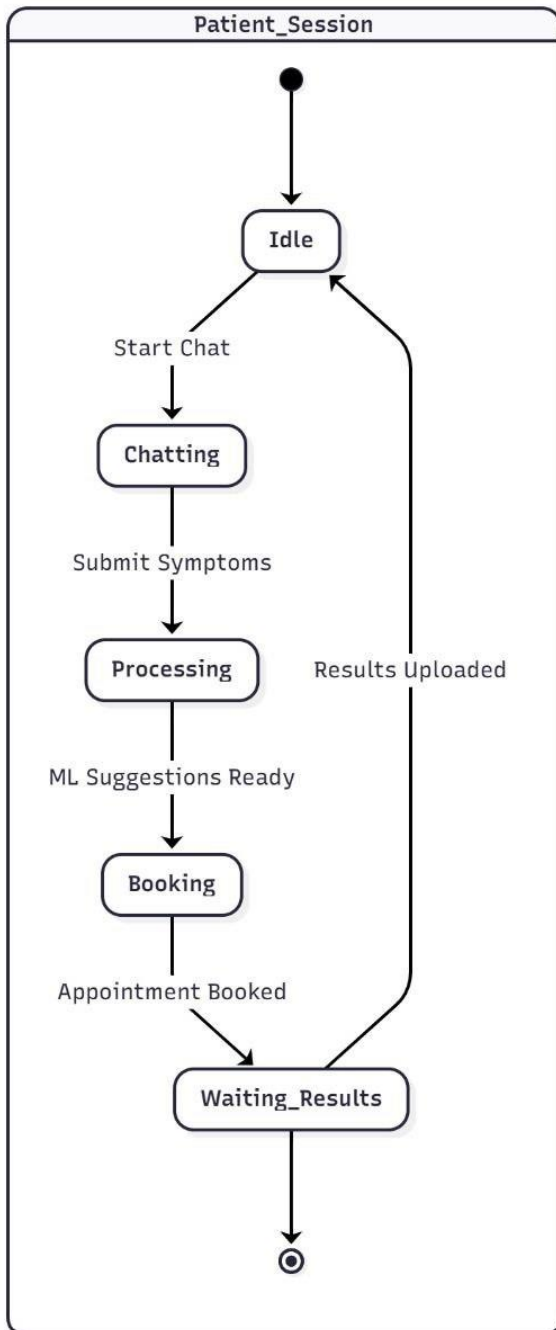 Patient_Session
Idle
Start Chat
Chatting
Submit Symptoms
Processing
Results Uploaded
ML Suggestions Ready
Booking
Appointment Booked
Waiting_Results